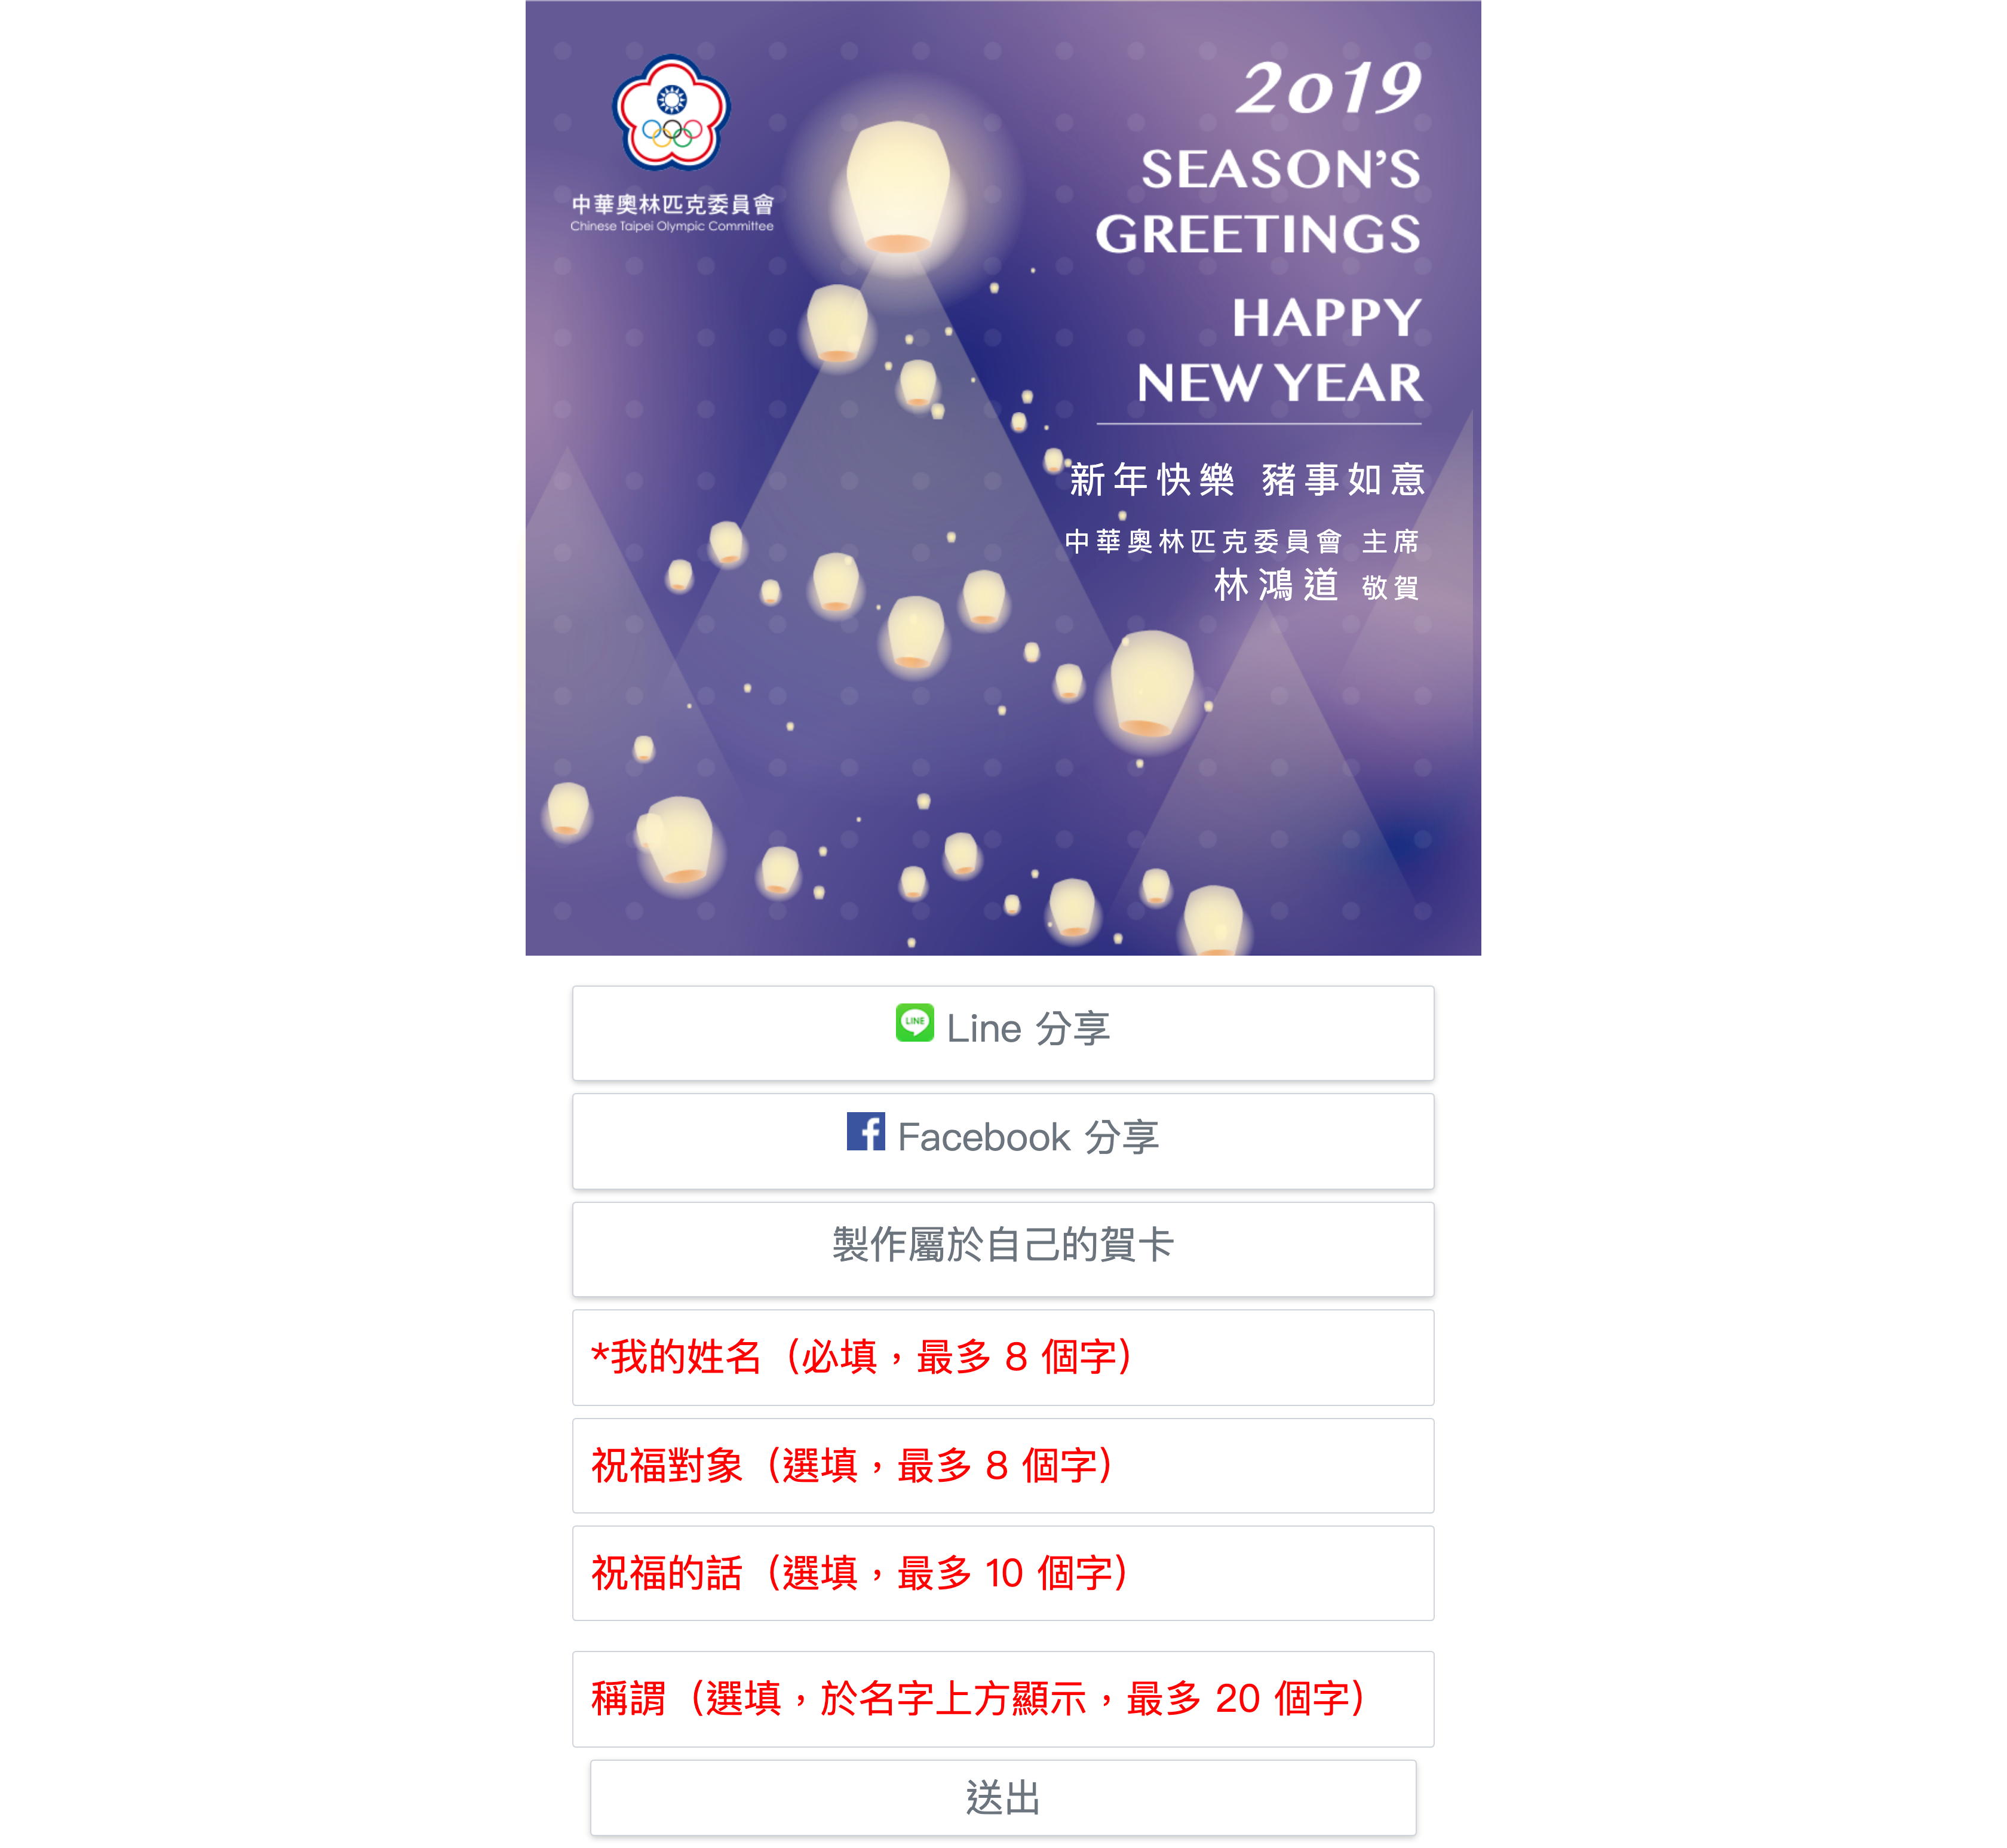 中華奧林匹克委員會
Chinese Taipei Olympic Committee
2019
SEASON'S
GREETINGS
HAPPY
NEW YEAR
新年快樂 豬事如意
中華奧林匹克委員會 主席
林鴻道 敬賀
LINE
Line 分享
Facebook 分享
製作屬於自己的賀卡
*我的姓名（必填，最多 8 個字）
祝福對象（選填，最多 8 個字）
祝福的話（選填，最多 10 個字）
稱謂（選填，於名字上方顯示，最多 20 個字）
送出